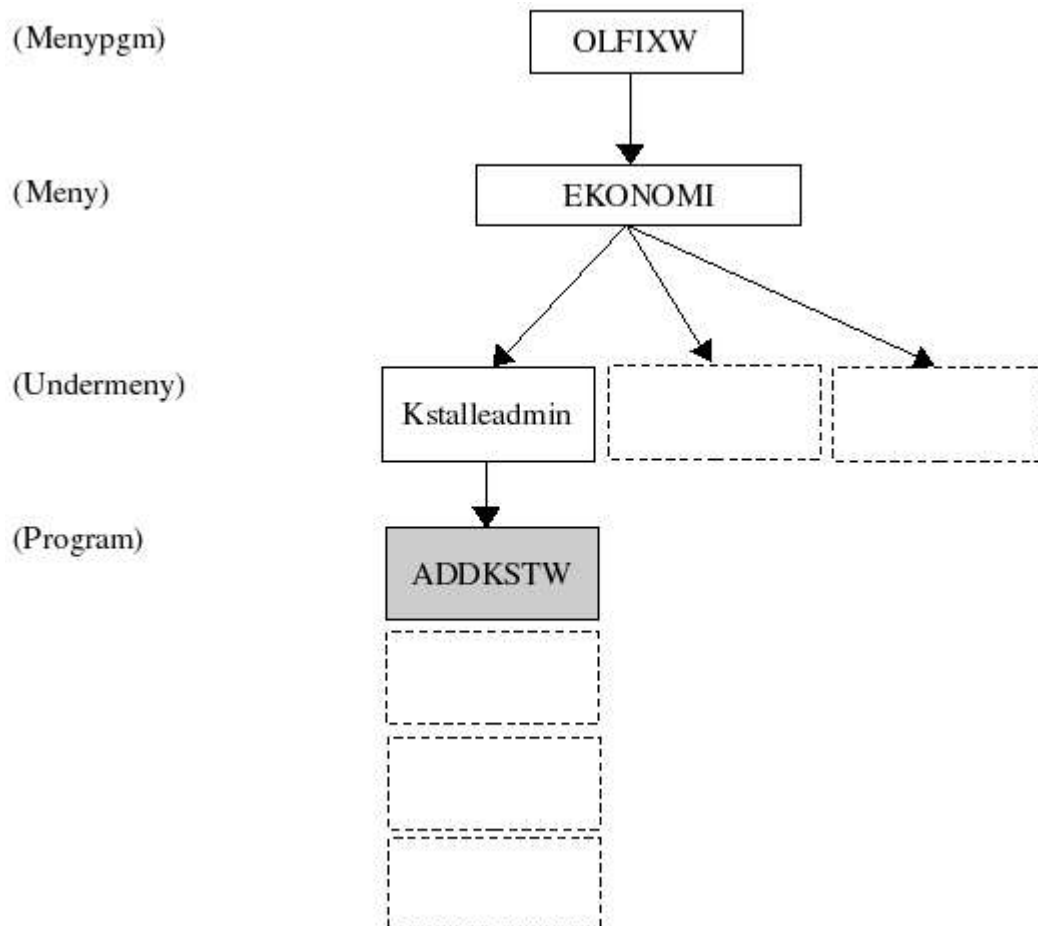 (Menypgm)
OLFIXW
(Meny)
EKONOMI
(Undermeny)
Kstalleadmin
(Program)
ADDKSTW